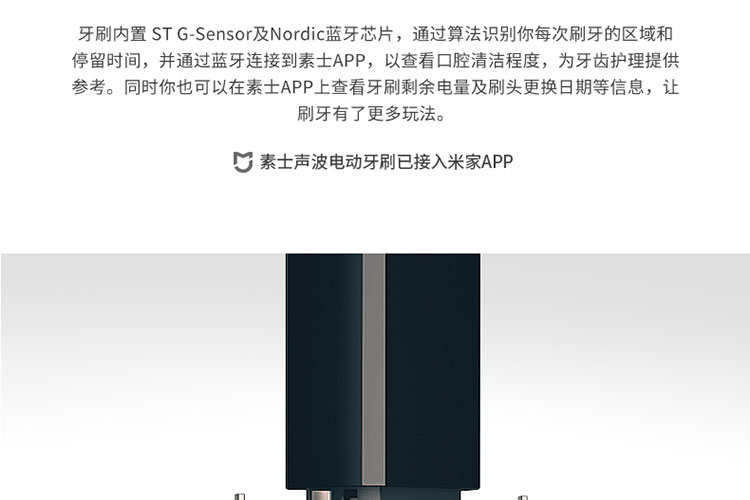 牙刷内置 ST G-Sensor及Nordic蓝牙芯片，通过算法识别你每次刷牙的区域和
停留时间，并通过蓝牙连接到素士APP，以查看口腔清洁程度，为牙齿护理提供
参考。同时你也可以在素士APP上查看牙刷剩余电量及刷头更换日期等信息，让
刷牙有了更多玩法。
素士声波电动牙刷已接入米家APP